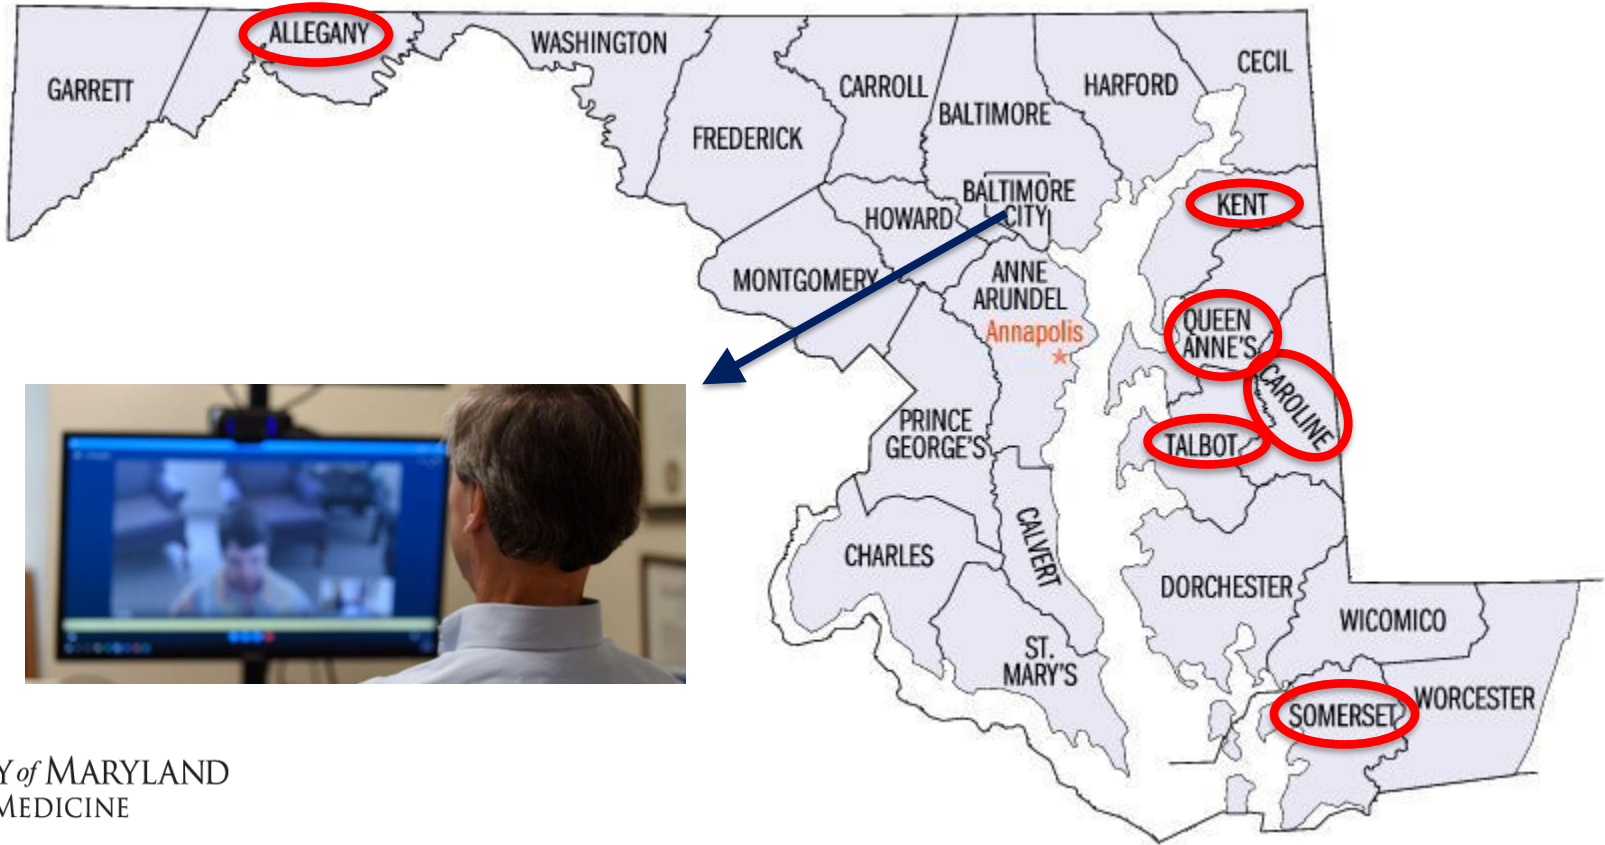 ALLEGANY
WASHINGTON
GARRETT
CARROLL
HARFORD
CECIL
BALTIMORE
FREDERICK
BALTIMORE
CITY
KENT
HOWARD
MONTGOMERY
ANNE
ARUNDEL
Annapolis
QUEEN
ANNE'S
CAROLINE
PRINCE
GEORGE'S
TALBOT
CALVERT
CHARLES
DORCHESTER
WICOMICO
ST.
MARY'S
SOMERSET
WORCESTER
Y of MARYLAND
MEDICINE